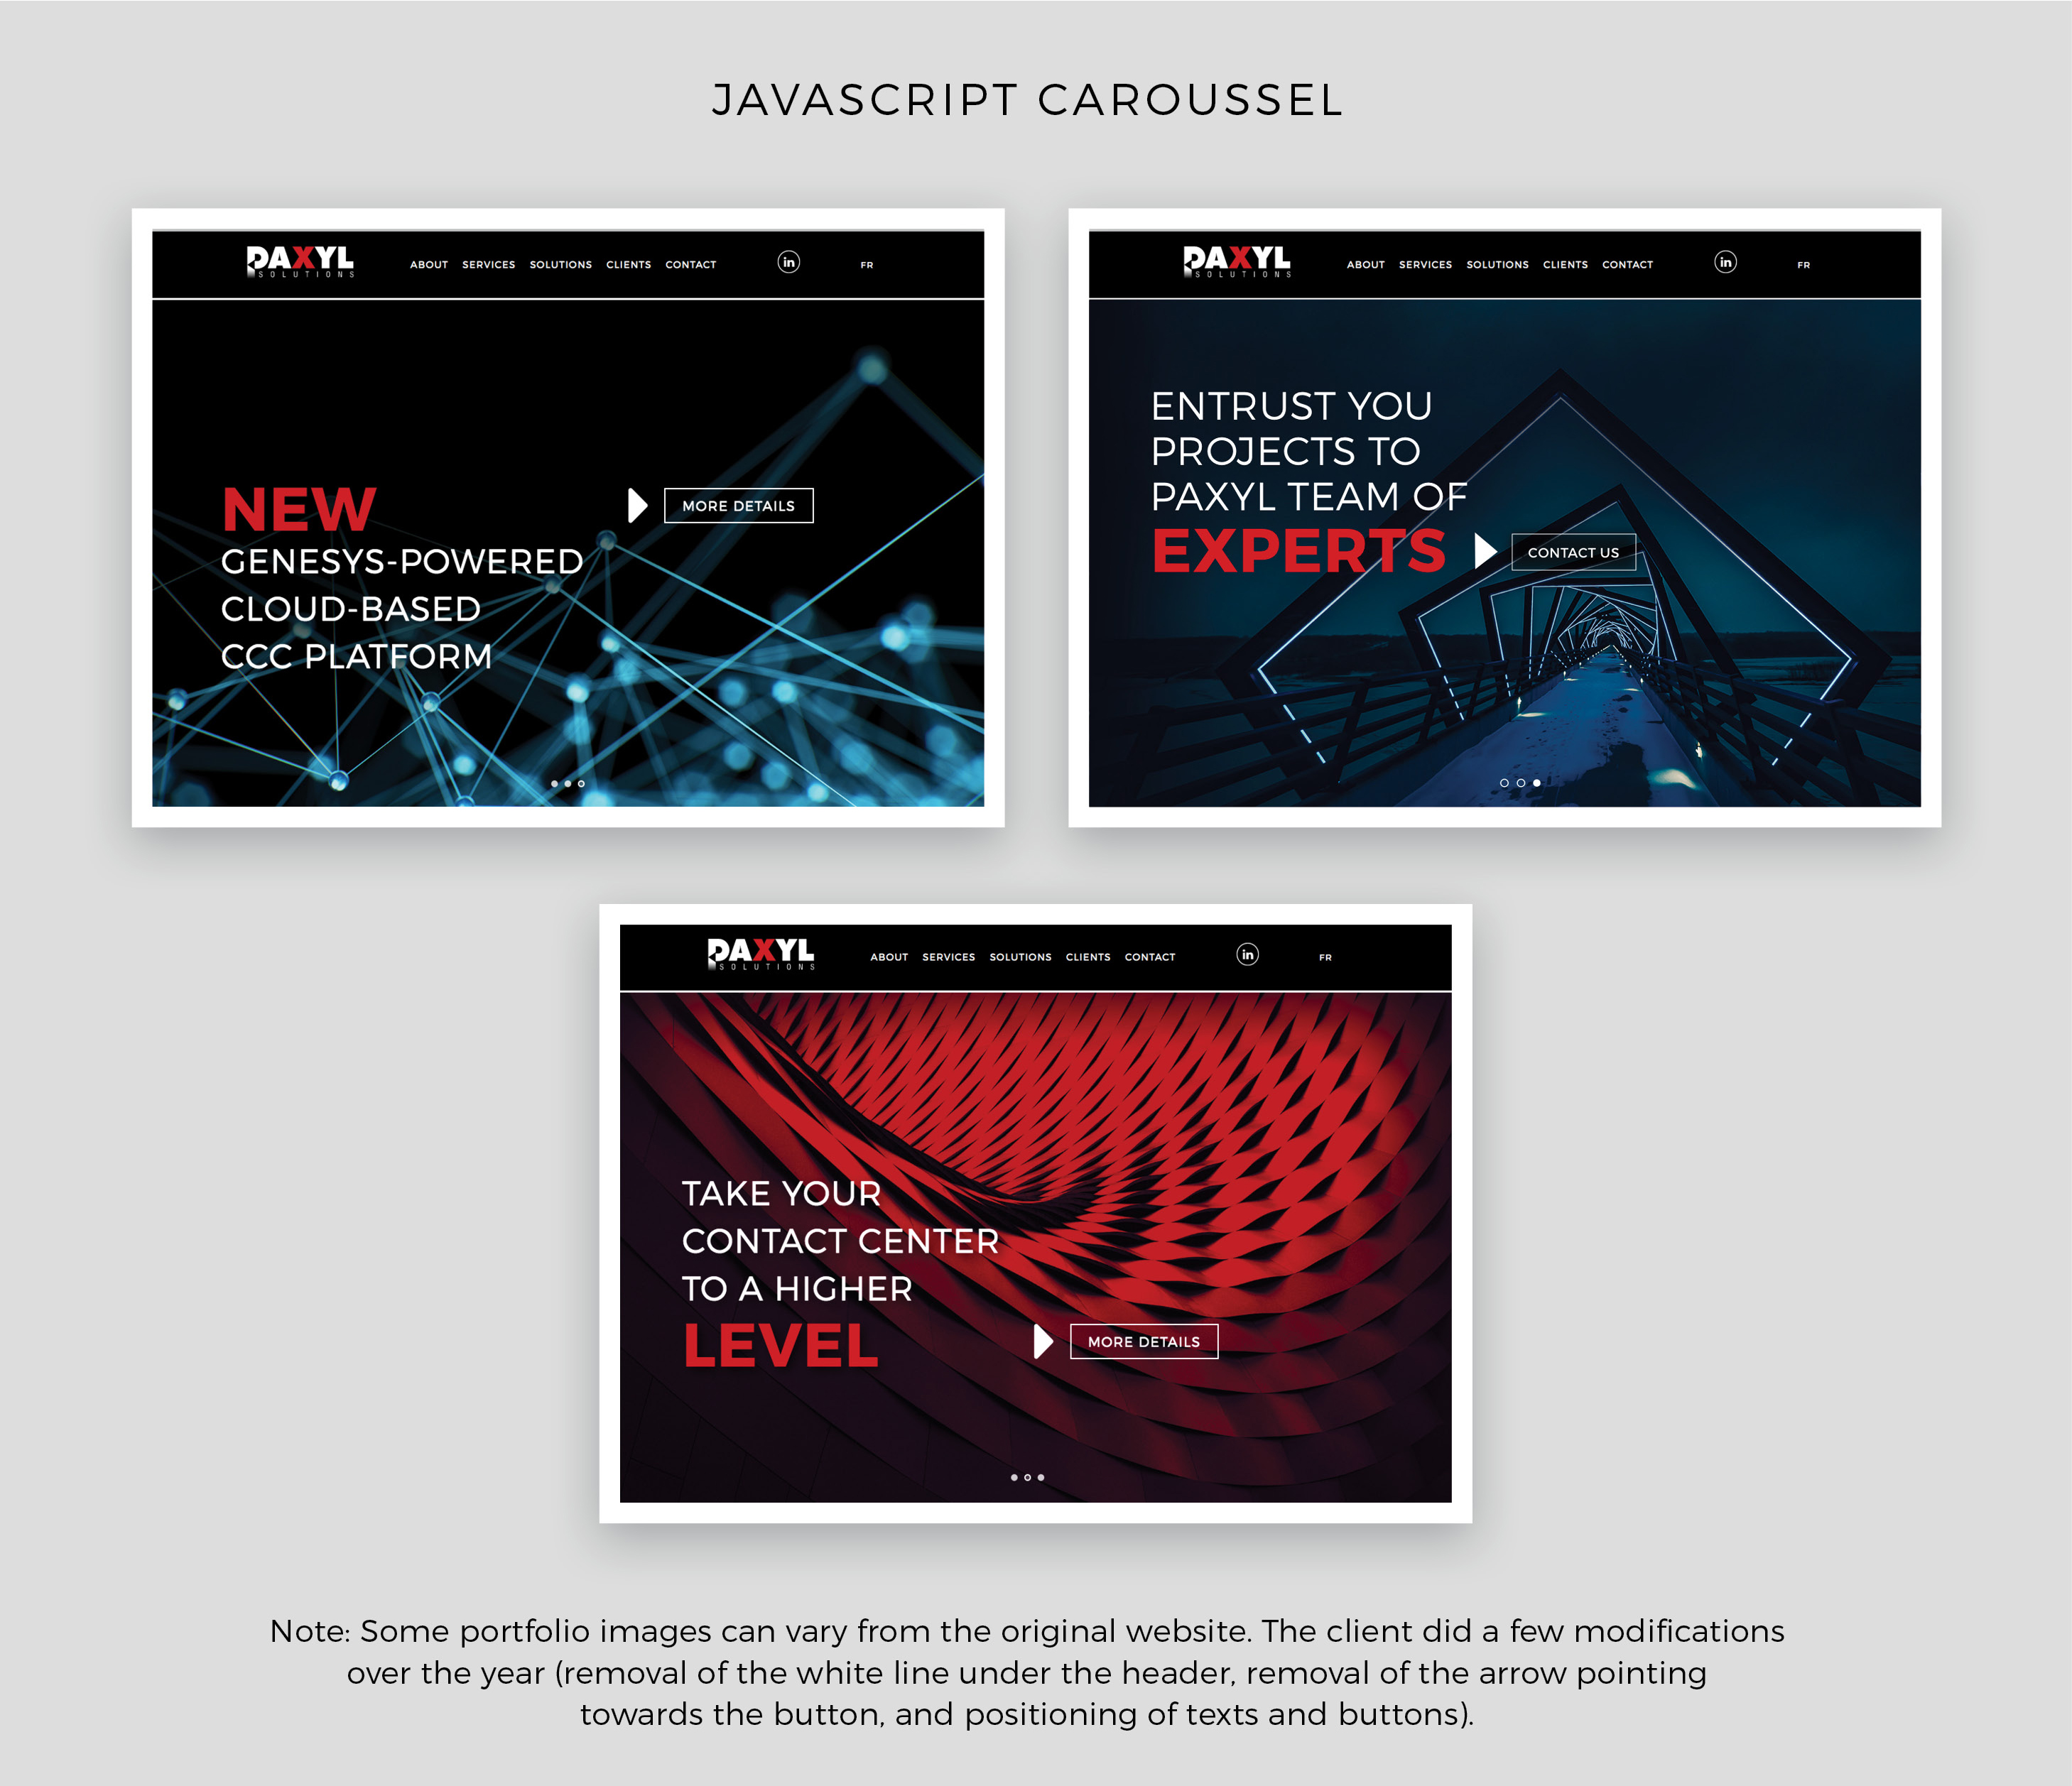 JAVASCRIPT CAROUSSEL
PAXYL
SOLUTIONS
ABOUT SERVICES SOLUTIONS CLIENTS CONTACT
in
FR
NEW
GENESYS-POWERED
CLOUD-BASED
CCC PLATFORM
MORE DETAILS
PAXYL
SOLUTIONS
ABOUT SERVICES SOLUTIONS CLIENTS CONTACT
in
FR
ENTRUST YOU
PROJECTS TO
PAXYL TEAM OF
EXPERTS
CONTACT US
PAXYL
SOLUTIONS
ABOUT SERVICES SOLUTIONS CLIENTS CONTACT
in
FR
TAKE YOUR
CONTACT CENTER
TO A HIGHER
LEVEL
MORE DETAILS
Note: Some portfolio images can vary from the original website. The client did a few modifications
over the year (removal of the white line under the header, removal of the arrow pointing
towards the button, and positioning of texts and buttons).